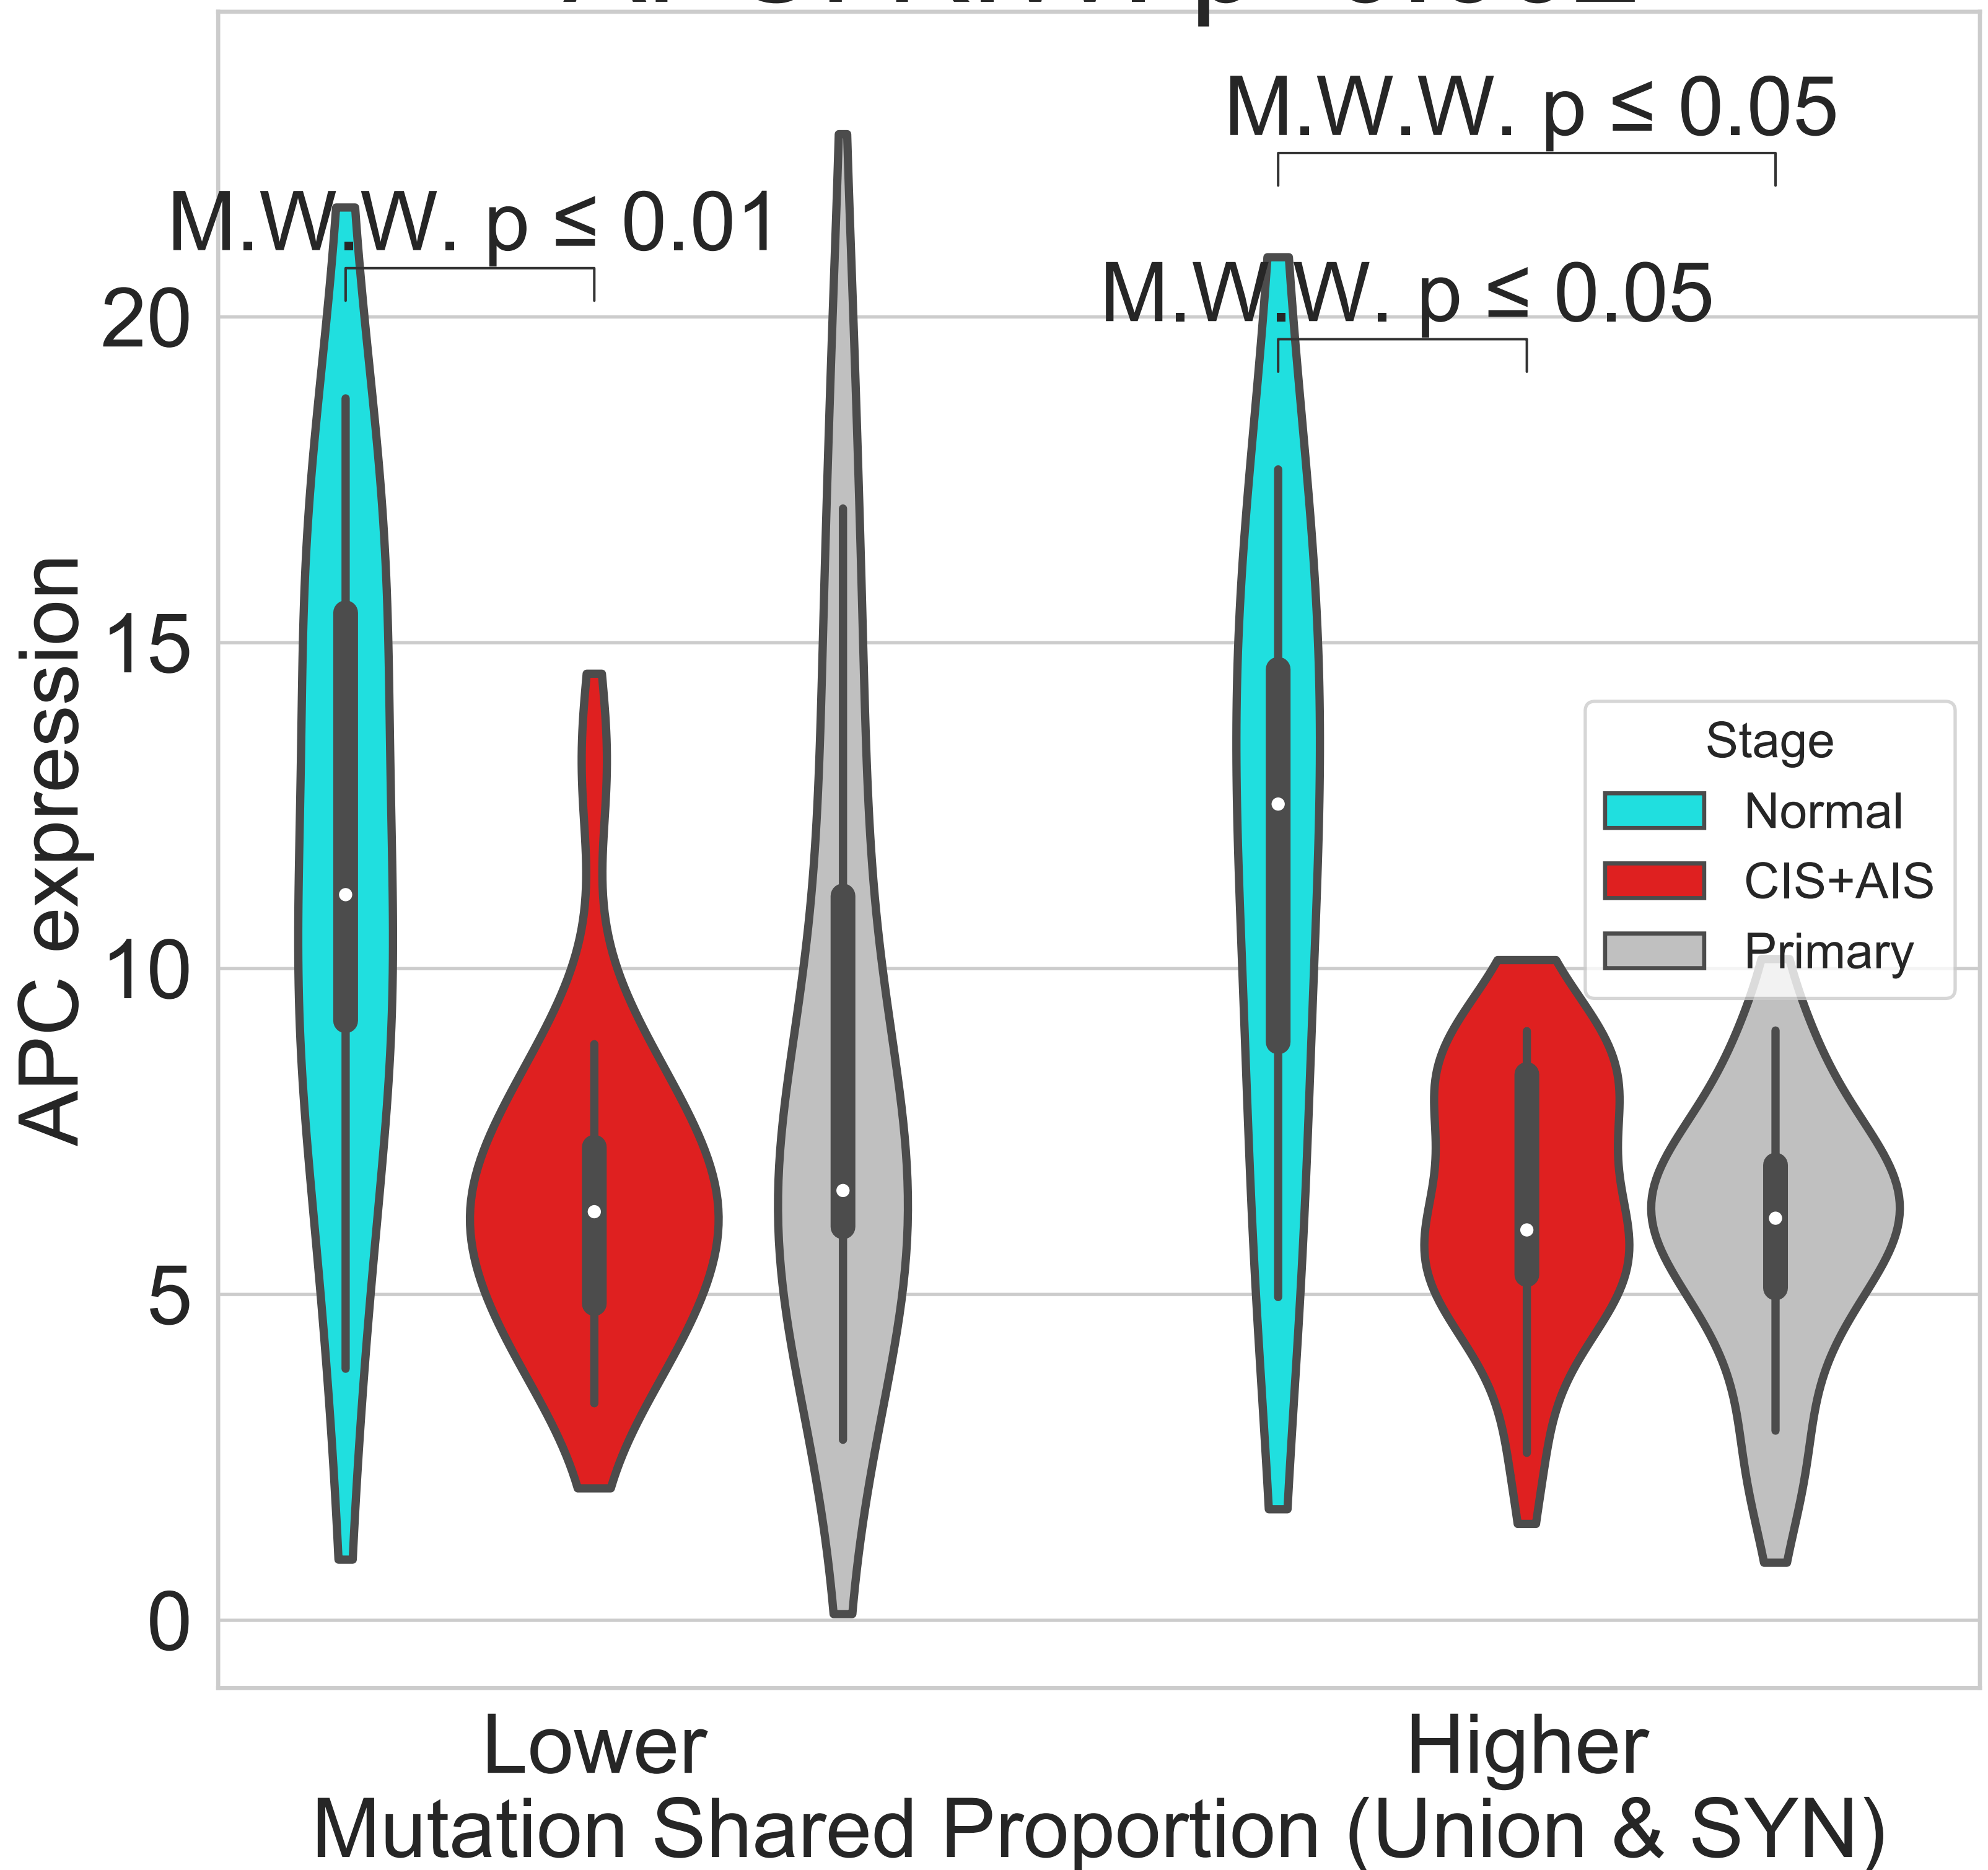 M.W.W. p ≤ 0.05
M.W.W. p ≤ 0.01
M.W.W. p ≤ 0.05
20
15
10
5
0
APC expression
Stage
Normal
CIS+AIS
Primary
Lower
Higher
Mutation Shared Proportion (Union & SYN)